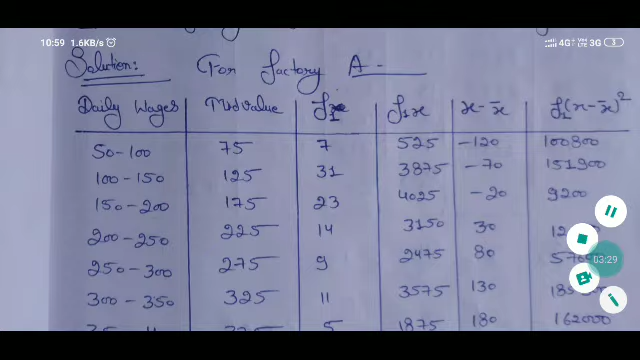 10:59 1.6KB/s 4G+ VoLTE 3G 3
Solution: For factory A -
Daily Wages Midvalue f1 f1x x-x̄ f1(x-x̄)²
50-100 75 7 525 -120 100800
100-150 125 31 3875 -70 151900
150-200 175 23 4025 -20 9200
200-250 225 14 3150 30
250-300 275 9 2475 80
300-350 325 11 3575 130
5 1875 180 162000
03:29